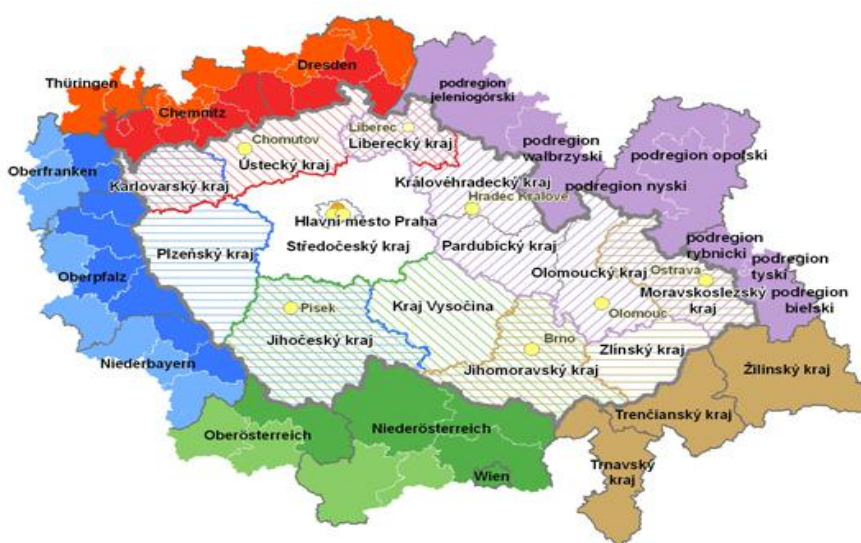 Dresden
Thüringen
Chemnitz
podregion
jeleniogórski
Chomutov
Liberec
Liberecký kraj
Ústecký kraj
Karlovarský kraj
Oberfranken
podregion
wałbrzyski
podregion opolski
podregion nyski
Královéhradecký kraj
Hradec Králové
Hlavní město Praha
Středočeský kraj
Plzeňský kraj
Pardubický kraj
Olomoucký kraj
podregion
rybnicki
podregion
tyski
Ostrava
Moravskoslezský
kraj
podregion
bielski
Oberpfalz
Písek
Kraj Vysočina
Olomouc
Jihočeský kraj
Brno
Zlínský kraj
Jihomoravský kraj
Niederbayern
Žilinský kraj
Trenčianský kraj
Oberösterreich
Niederösterreich
Wien
Trnavský
kraj